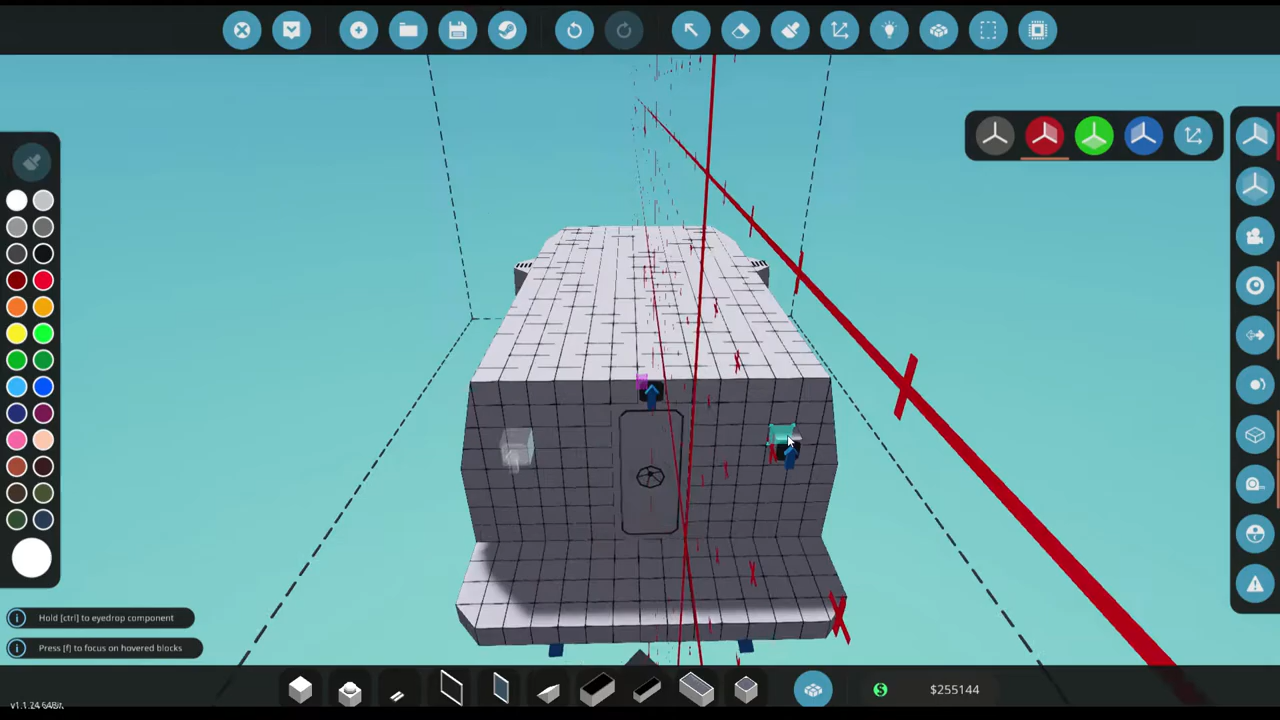 Hold [ctrl] to eyedrop component
Press [f] to focus on hovered blocks
$255144